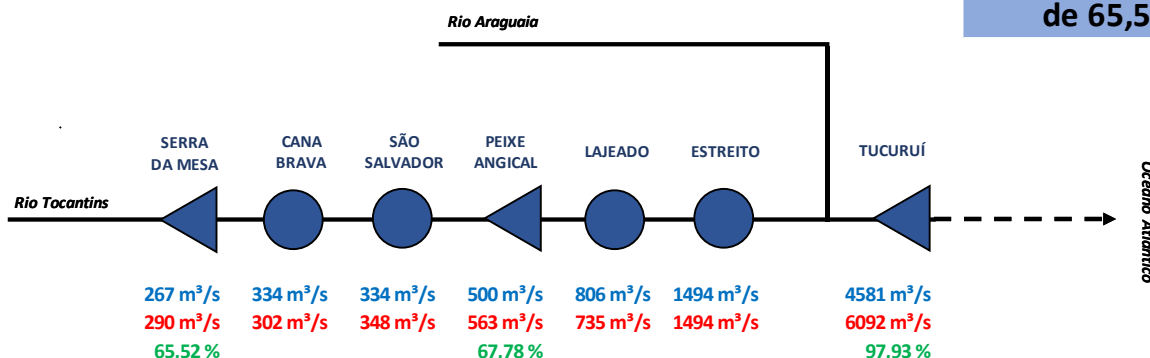 de 65,5
Rio Araguaia
SERRA
DA MESA
CANA
BRAVA
SÃO
SALVADOR
PEIXE
ANGICAL
LAJEADO
ESTREITO
TUCURUÍ
Rio Tocantins
Oceano Atlântico
267 m³/s 334 m³/s 334 m³/s 500 m³/s 806 m³/s 1494 m³/s 4581 m³/s
290 m³/s 302 m³/s 348 m³/s 563 m³/s 735 m³/s 1494 m³/s 6092 m³/s
65.52 % 67.78 % 97.93 %